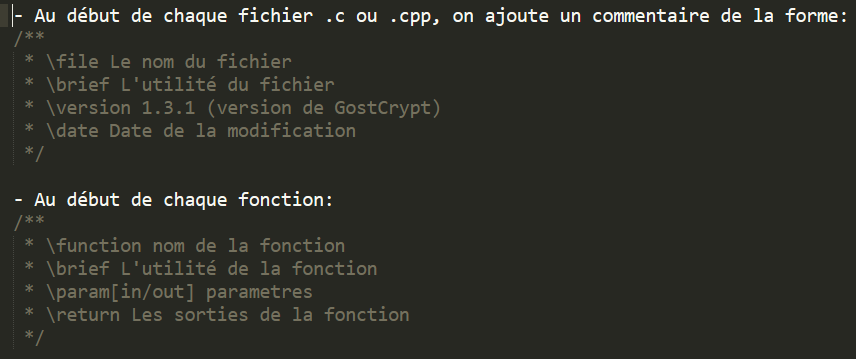 - Au début de chaque fichier .c ou .cpp, on ajoute un commentaire de la forme:
/**
 * \file Le nom du fichier
 * \brief L'utilité du fichier
 * \version 1.3.1 (version de GostCrypt)
 * \date Date de la modification
 */

- Au début de chaque fonction:
/**
 * \function nom de la fonction
 * \brief L'utilité de la fonction
 * \param[in/out] parametres
 * \return Les sorties de la fonction
 */